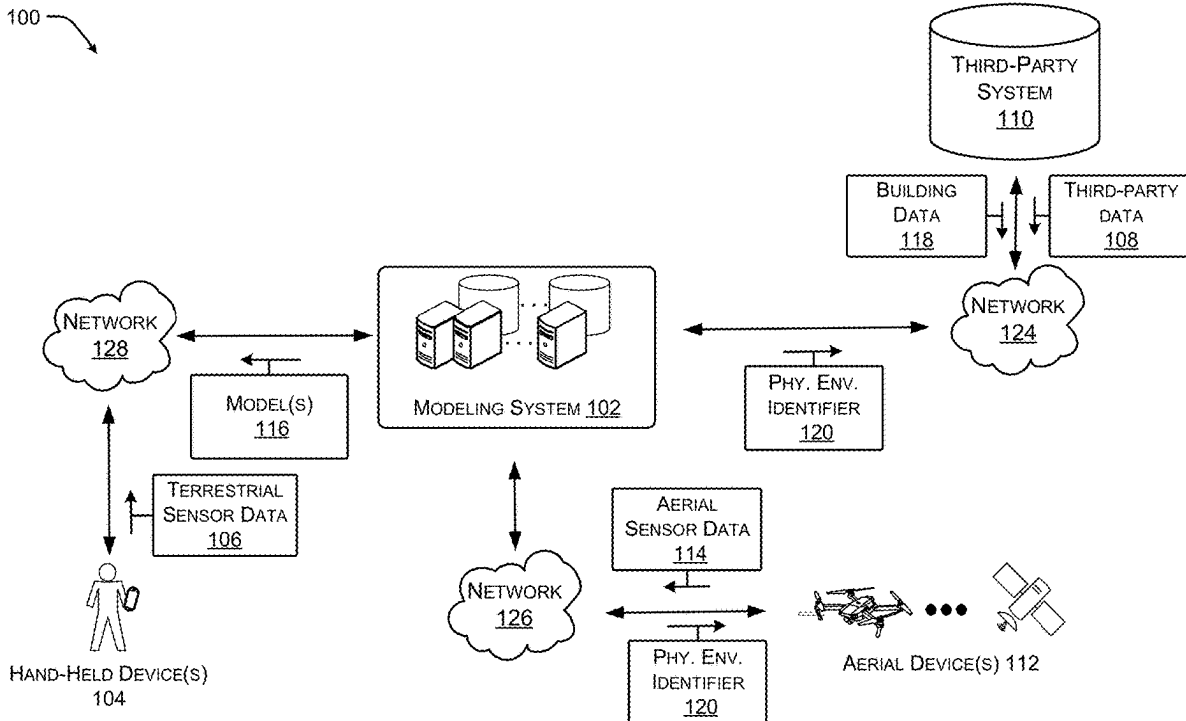 100
THIRD-PARTY
SYSTEM
110
BUILDING
DATA
118
THIRD-PARTY
DATA
108
NETWORK
128
MODELING SYSTEM 102
NETWORK
124
MODEL(S)
116
PHY. ENV.
IDENTIFIER
120
TERRESTRIAL
SENSOR DATA
106
AERIAL
SENSOR DATA
114
NETWORK
126
HAND-HELD DEVICE(S)
104
PHY. ENV.
IDENTIFIER
120
AERIAL DEVICE(S) 112